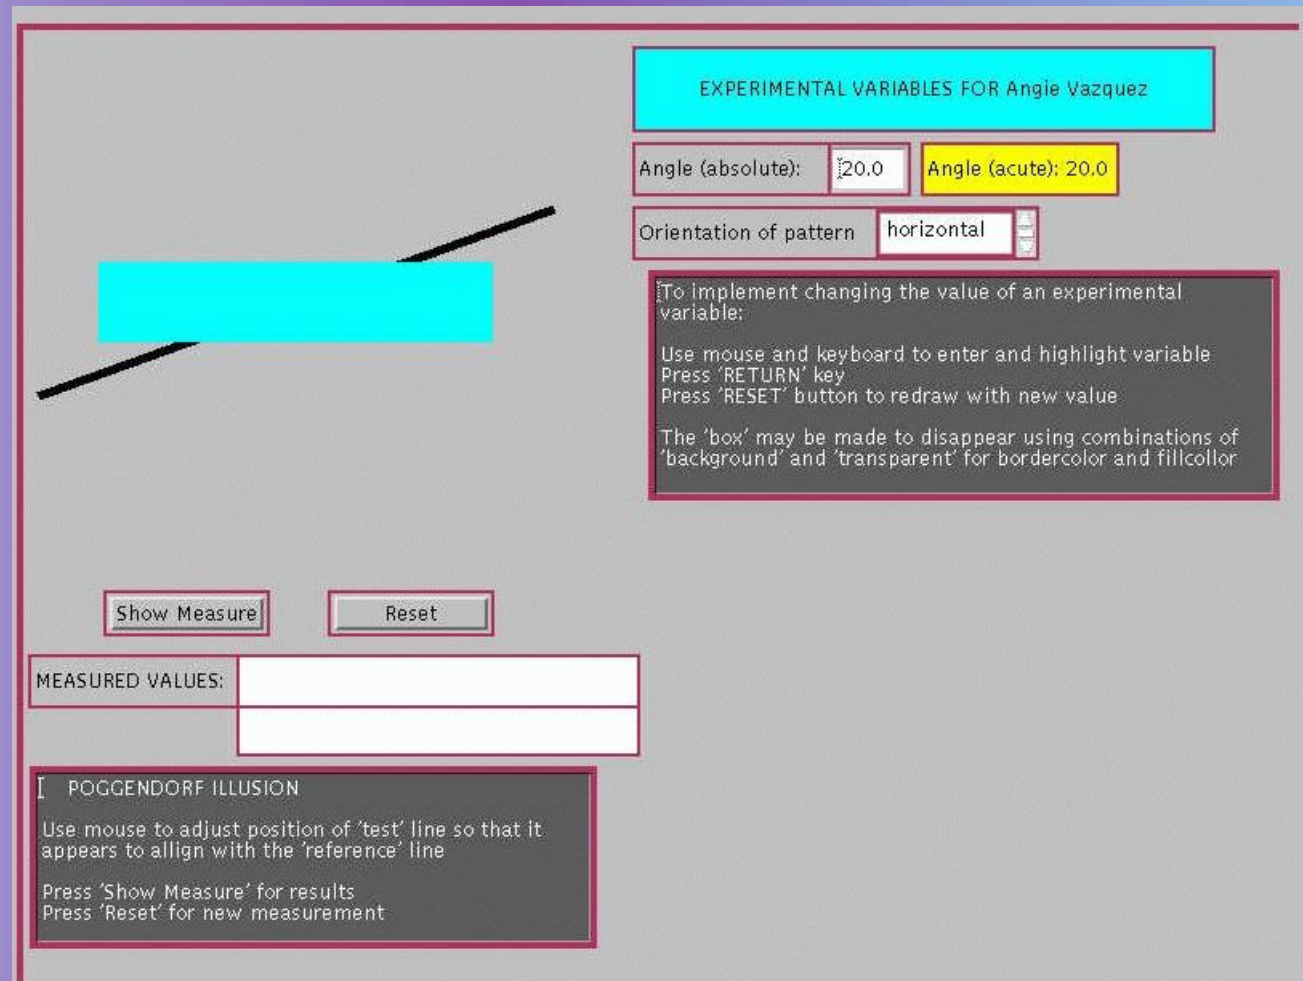 EXPERIMENTAL VARIABLES FOR Angie Vazquez
Angle (absolute): 20.0 Angle (acute): 20.0
Orientation of pattern horizontal
To implement changing the value of an experimental
variable:
Use mouse and keyboard to enter and highlight variable
Press 'RETURN' key
Press 'RESET' button to redraw with new value
The 'box' may be made to disappear using combinations of
'background' and 'transparent' for bordercolor and fillcollor
Show Measure Reset
MEASURED VALUES:
POGGENDORF ILLUSION
Use mouse to adjust position of 'test' line so that it
appears to allign with the 'reference' line
Press 'Show Measure' for results
Press 'Reset' for new measurement